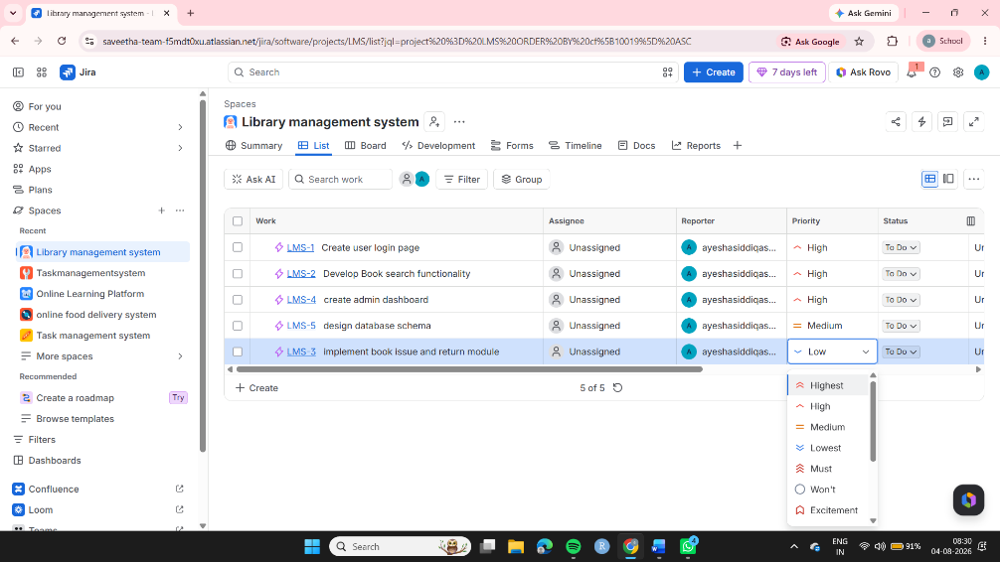 Library management system - 
Ask Gemini
saveetha-team-f5mdt0xu.atlassian.net/jira/software/projects/LMS/list?jql=project%20%3D%20LMS%20ORDER%20BY%20cf%5B10019%5D%20ASC
Ask Google
a School
Jira
Search
Create
7 days left
Ask Rovo
1
A
For you
Recent
Starred
Apps
Plans
Spaces
Recent
Library management system
Taskmanagementsystem
Online Learning Platform
online food delivery system
Task management system
More spaces
Recommended
Create a roadmap Try
Browse templates
Filters
Dashboards
Confluence
Loom
Spaces
Library management system
Summary List Board Development Forms Timeline Docs Reports
Ask AI Search work A Filter Group
Work Assignee Reporter Priority Status
LMS-1 Create user login page Unassigned A ayeshasiddiqas... High To Do Ur
LMS-2 Develop Book search functionality Unassigned A ayeshasiddiqas... High To Do Ur
LMS-4 create admin dashboard Unassigned A ayeshasiddiqas... High To Do Ur
LMS-5 design database schema Unassigned A ayeshasiddiqas... Medium To Do Ur
LMS-3 implement book issue and return module Unassigned A ayeshasiddiqas... Low To Do Ur
Create 5 of 5
Highest
High
Medium
Lowest
Must
Won't
Excitement
Search
4
ENG
IN
91%
08:30
04-08-2026